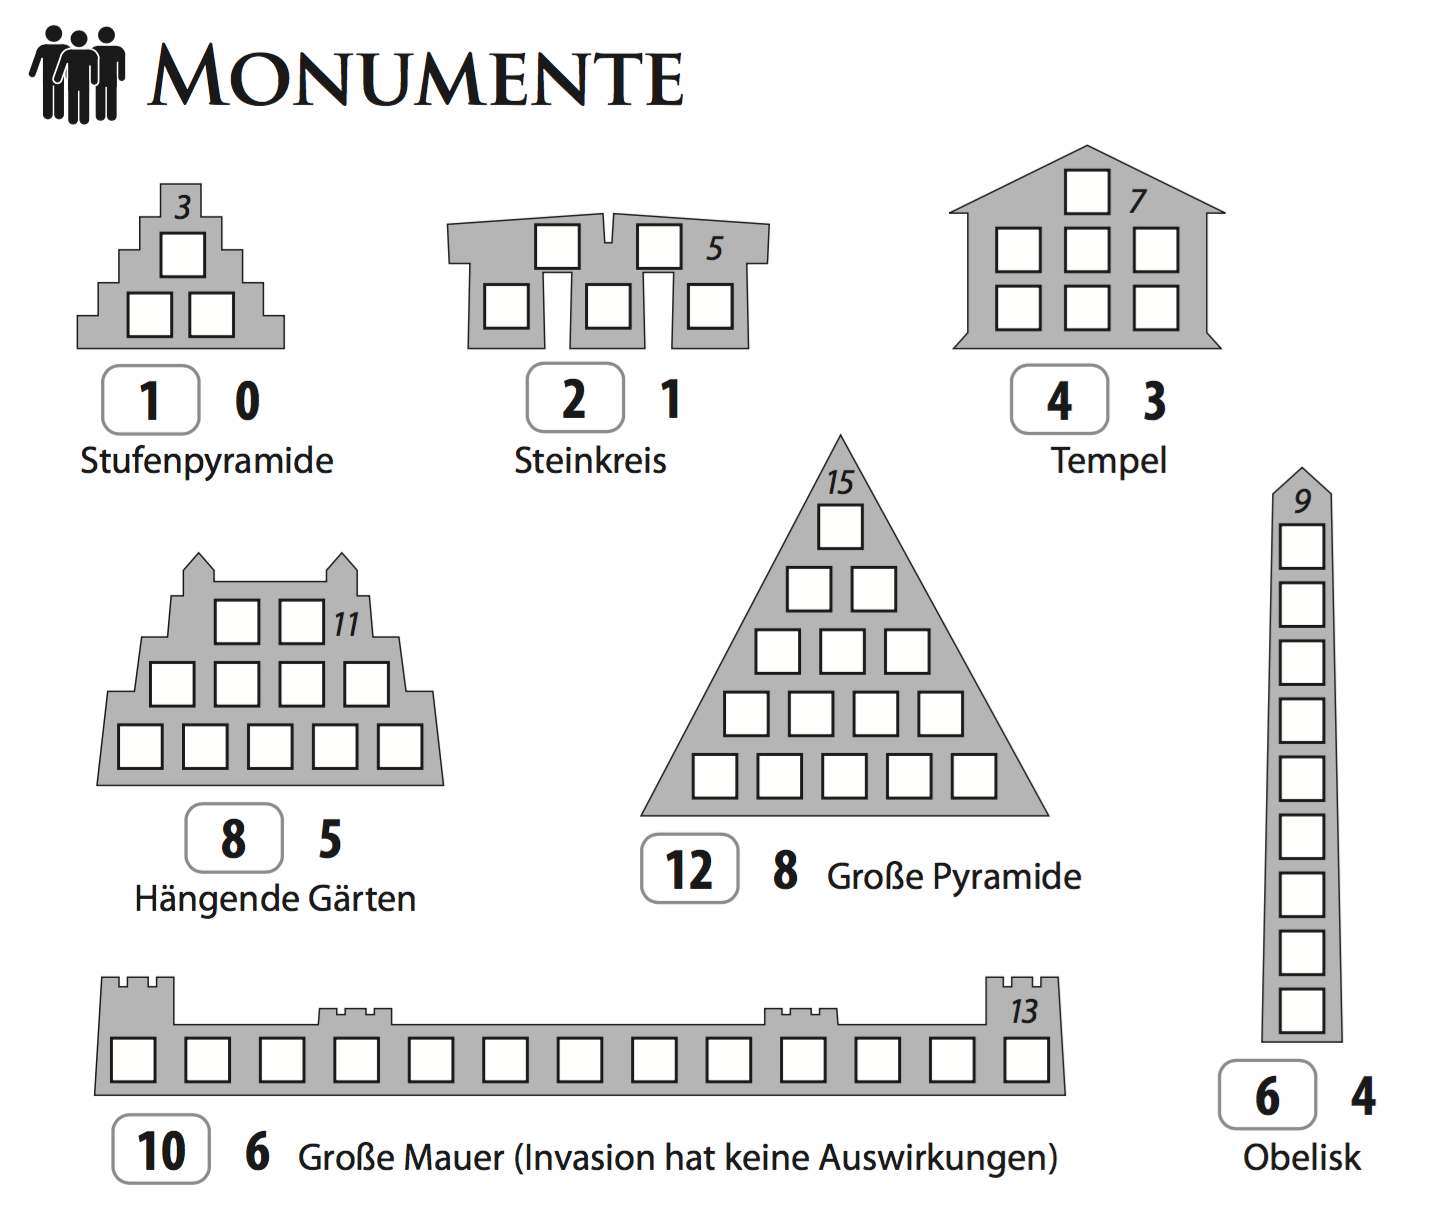 MONUMENTE
3
1 0
Stufenpyramide
5
2 1
Steinkreis
7
4 3
Tempel
11
8 5
Hängende Gärten
15
12 8 Große Pyramide
9
6 4
Obelisk
13
10 6 Große Mauer (Invasion hat keine Auswirkungen)